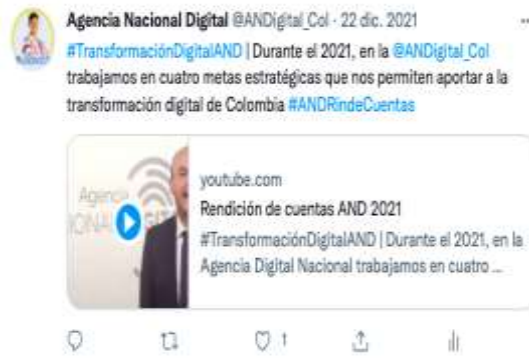 Agencia Nacional Digital @ANDigital_Col · 22 dic. 2021
#TransformaciónDigitalAND | Durante el 2021, en la @ANDigital_Col
trabajamos en cuatro metas estratégicas que nos permiten aportar a la
transformación digital de Colombia #ANDRindeCuentas
youtube.com
Rendición de cuentas AND 2021
#TransformaciónDigitalAND | Durante el 2021, en la
Agencia Digital Nacional trabajamos en cuatro ...
1